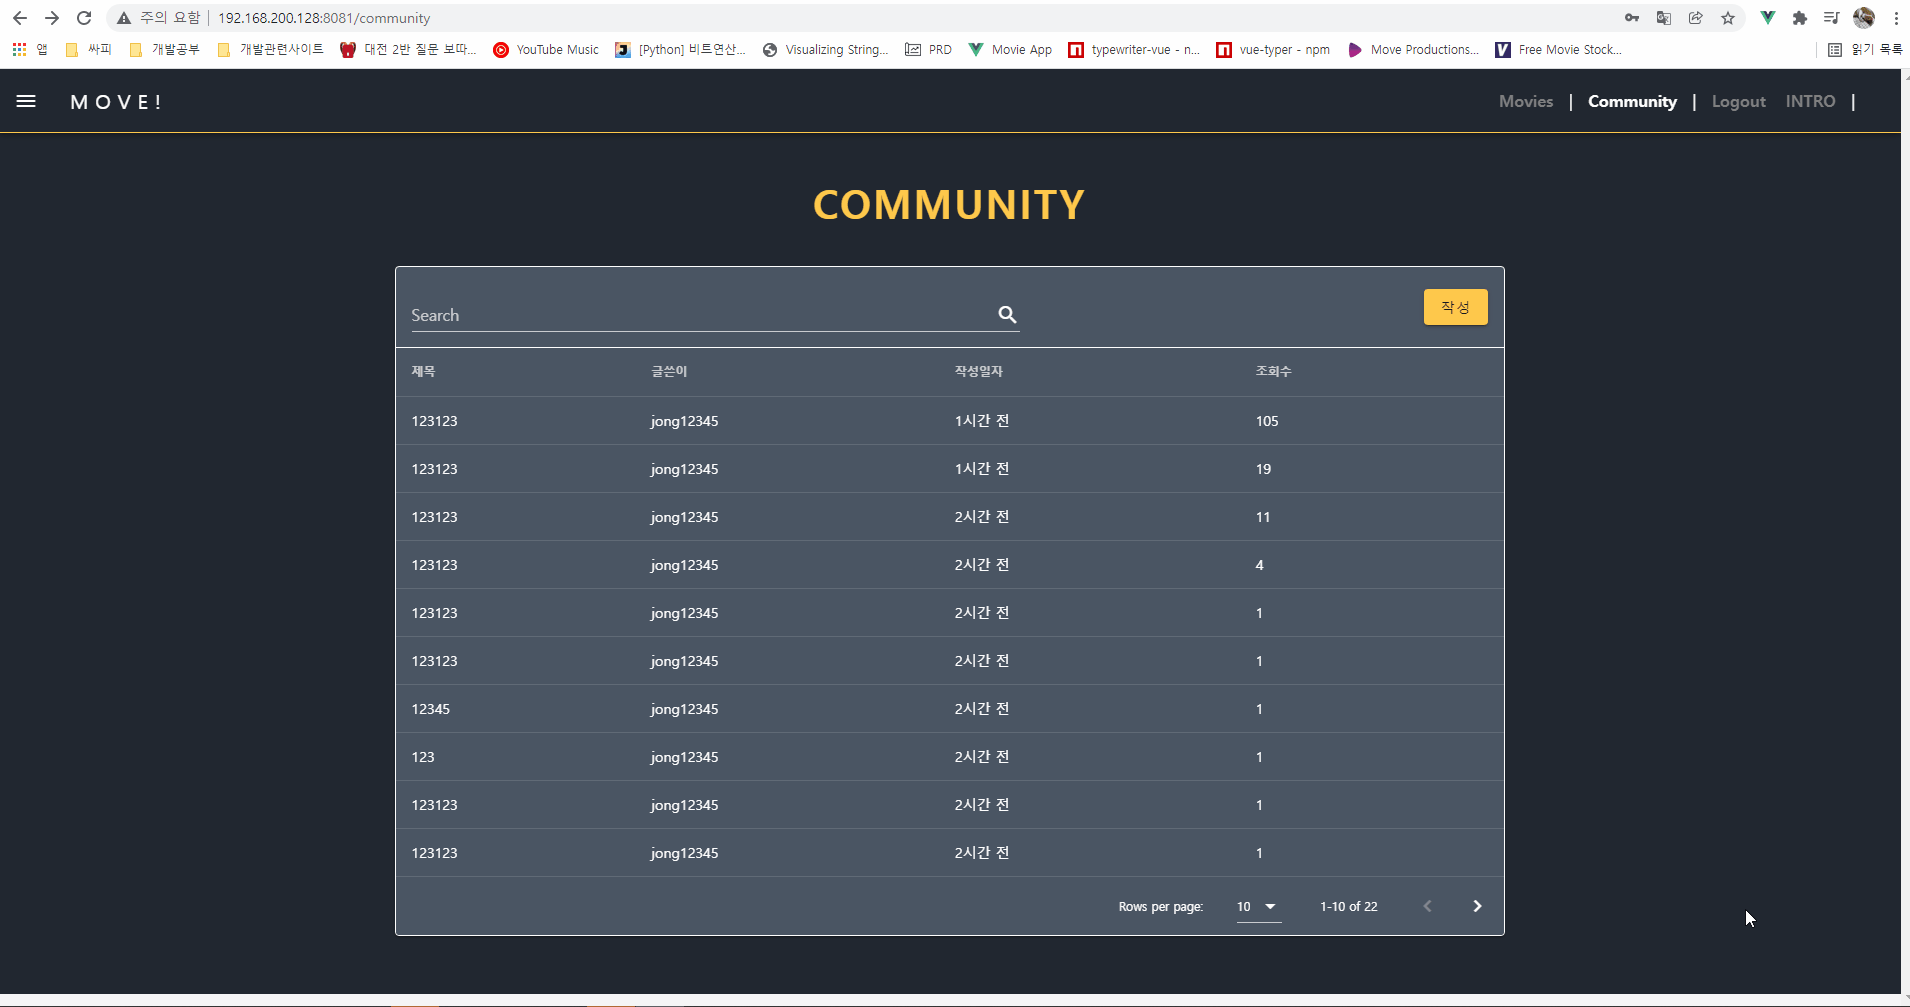 주의 요함 192.168.200.128:8081/community
앱 싸피 개발공부 개발관련사이트 대전 2반 질문 보따... YouTube Music [Python] 비트연산... Visualizing String... PRD Movie App typewriter-vue - n... vue-typer - npm Move Productions... Free Movie Stock... 읽기 목록
MOVE! Movies | Community | Logout INTRO |
COMMUNITY
Search 작성
제목 글쓴이 작성일자 조회수
123123 jong12345 1시간 전 105
123123 jong12345 1시간 전 19
123123 jong12345 2시간 전 11
123123 jong12345 2시간 전 4
123123 jong12345 2시간 전 1
123123 jong12345 2시간 전 1
12345 jong12345 2시간 전 1
123 jong12345 2시간 전 1
123123 jong12345 2시간 전 1
123123 jong12345 2시간 전 1
Rows per page: 10 1-10 of 22